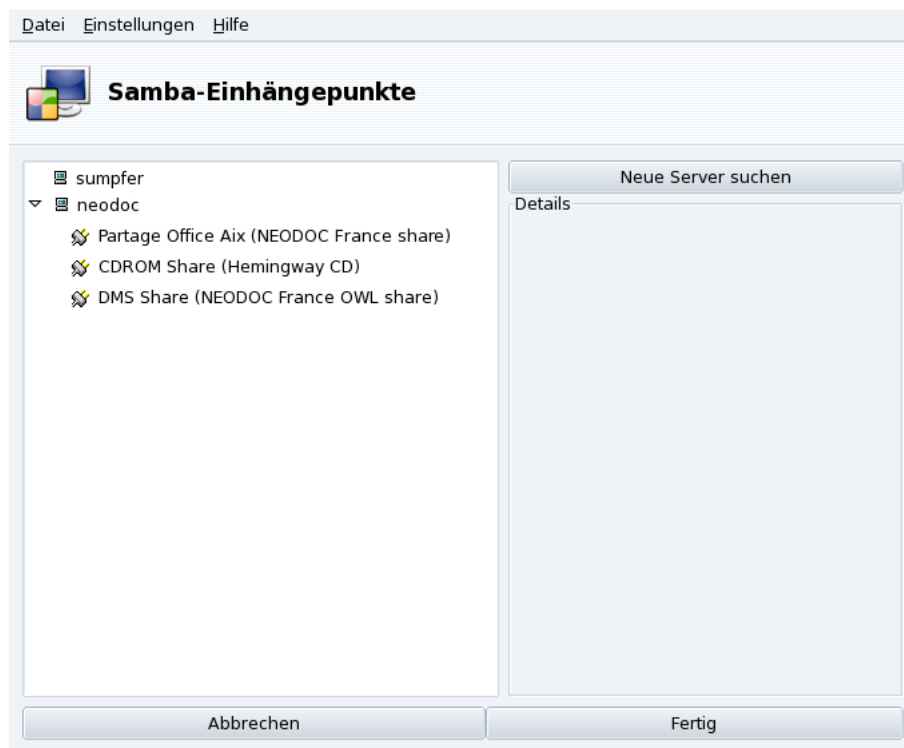 Datei Einstellungen Hilfe
Samba-Einhängepunkte
sumpfer
neodoc
Partage Office Aix (NEODOC France share)
CDROM Share (Hemingway CD)
DMS Share (NEODOC France OWL share)
Neue Server suchen
Details
Abbrechen Fertig